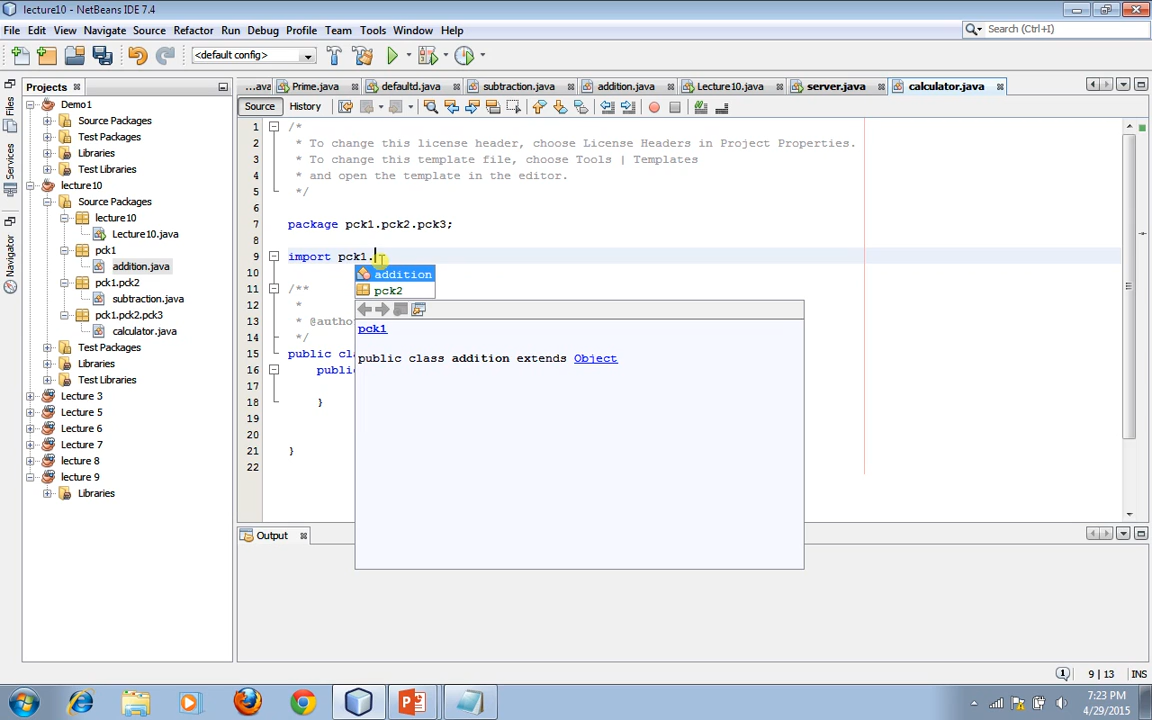 lecture10 - NetBeans IDE 7.4
File Edit View Navigate Source Refactor Run Debug Profile Team Tools Window Help
Search (Ctrl+I)
<default config>
Projects
...ava Prime.java defaultd.java subtraction.java addition.java Lecture10.java server.java calculator.java
Source History
Files
Services
Navigator
Demo1
Source Packages
Test Packages
Libraries
Test Libraries
lecture10
Source Packages
lecture10
Lecture10.java
pck1
addition.java
pck1.pck2
subtraction.java
pck1.pck2.pck3
calculator.java
Test Packages
Libraries
Test Libraries
Lecture 3
Lecture 5
Lecture 6
Lecture 7
lecture 8
lecture 9
Libraries
1 /*
2 * To change this license header, choose License Headers in Project Properties.
3 * To change this template file, choose Tools | Templates
4 * and open the template in the editor.
5 */
6
7 package pck1.pck2.pck3;
8
9 import pck1.
10
11 /**
12 *
13 * @autho
14 */
15 public cla
16 publi
17
18 }
19
20
21 }
22
addition
pck2
pck1
public class addition extends Object
Output
1 9 | 13 INS
7:23 PM
4/29/2015